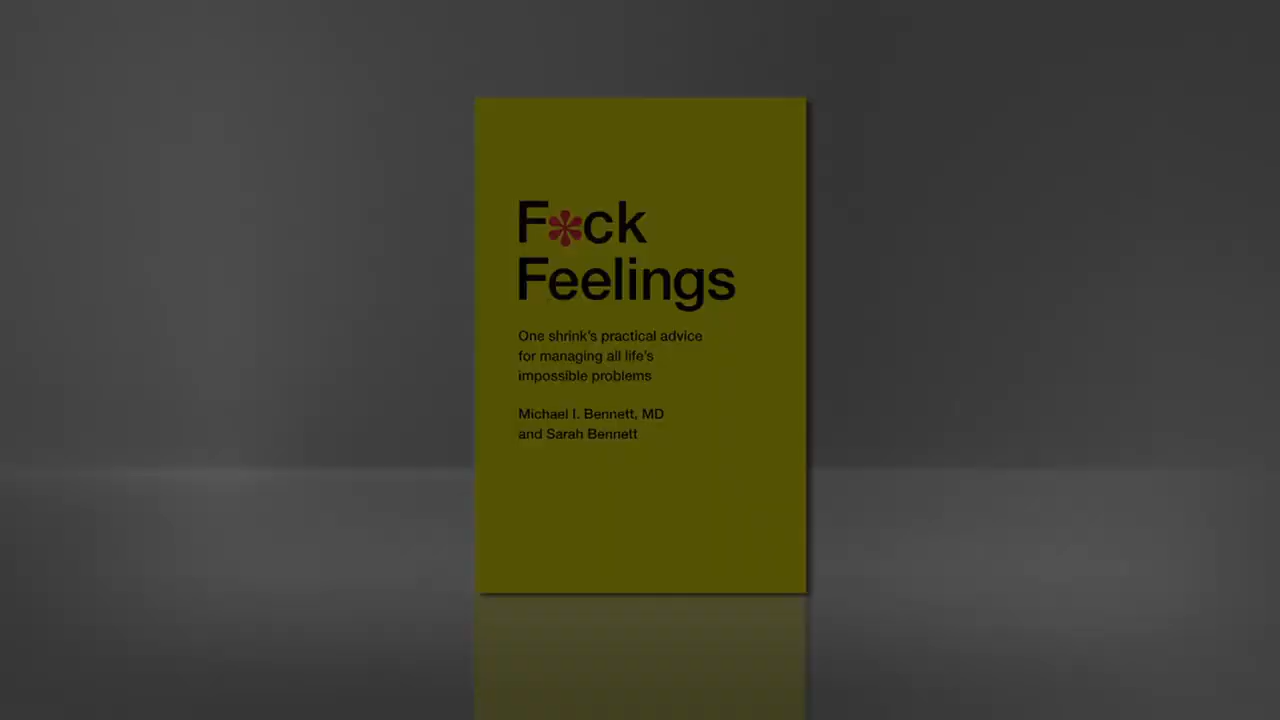 F*ck
Feelings
One shrink's practical advice
for managing all life's
impossible problems
Michael I. Bennett, MD
and Sarah Bennett